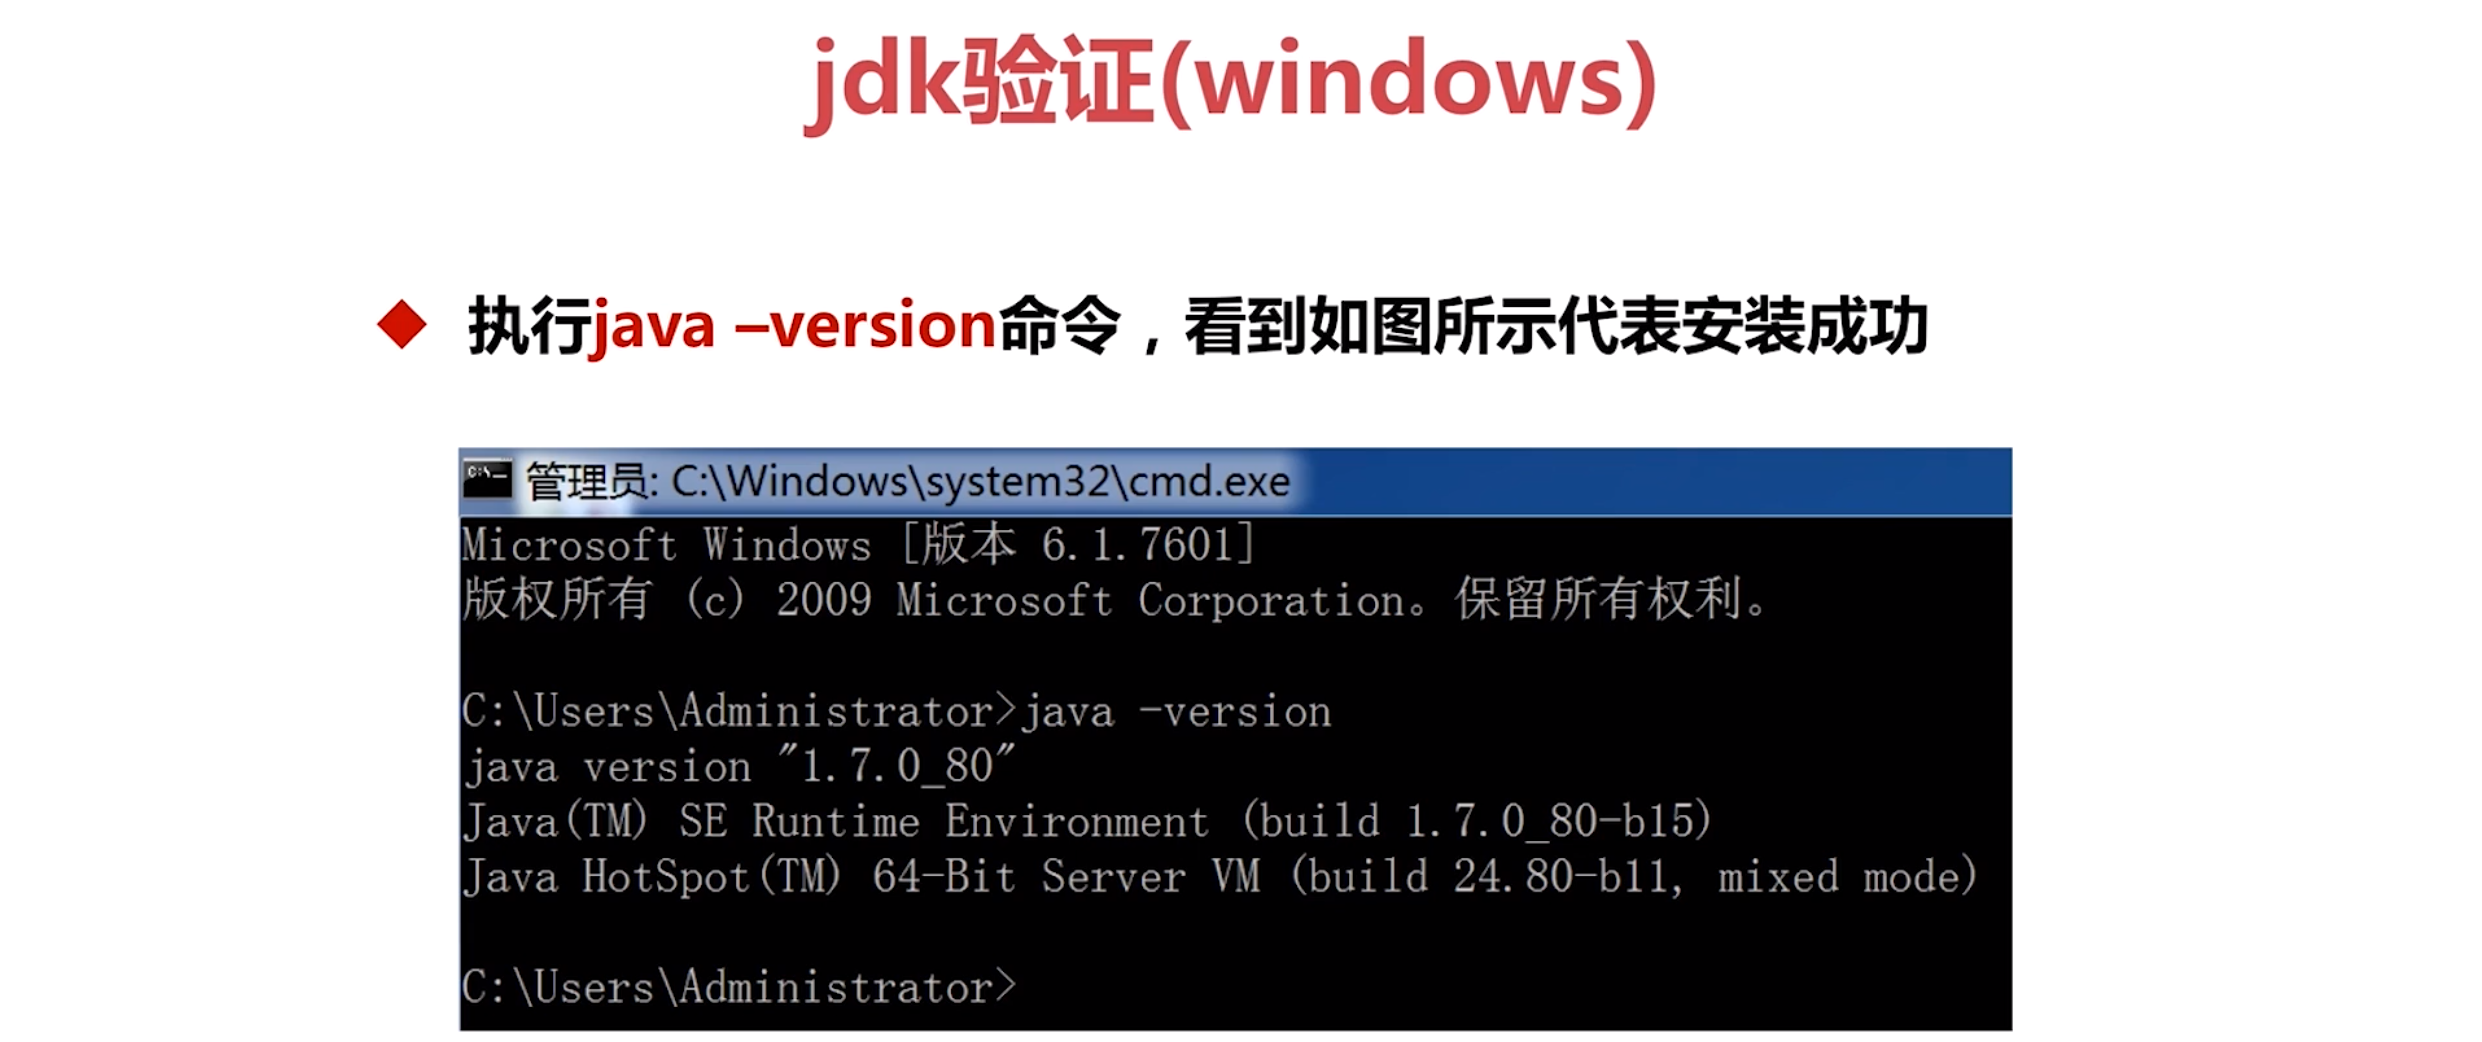 jdk验证(windows)
执行java –version命令，看到如图所示代表安装成功
管理员: C:\Windows\system32\cmd.exe
Microsoft Windows [版本 6.1.7601]
版权所有 (c) 2009 Microsoft Corporation。保留所有权利。
C:\Users\Administrator>java -version
java version "1.7.0_80"
Java(TM) SE Runtime Environment (build 1.7.0_80-b15)
Java HotSpot(TM) 64-Bit Server VM (build 24.80-b11, mixed mode)
C:\Users\Administrator>